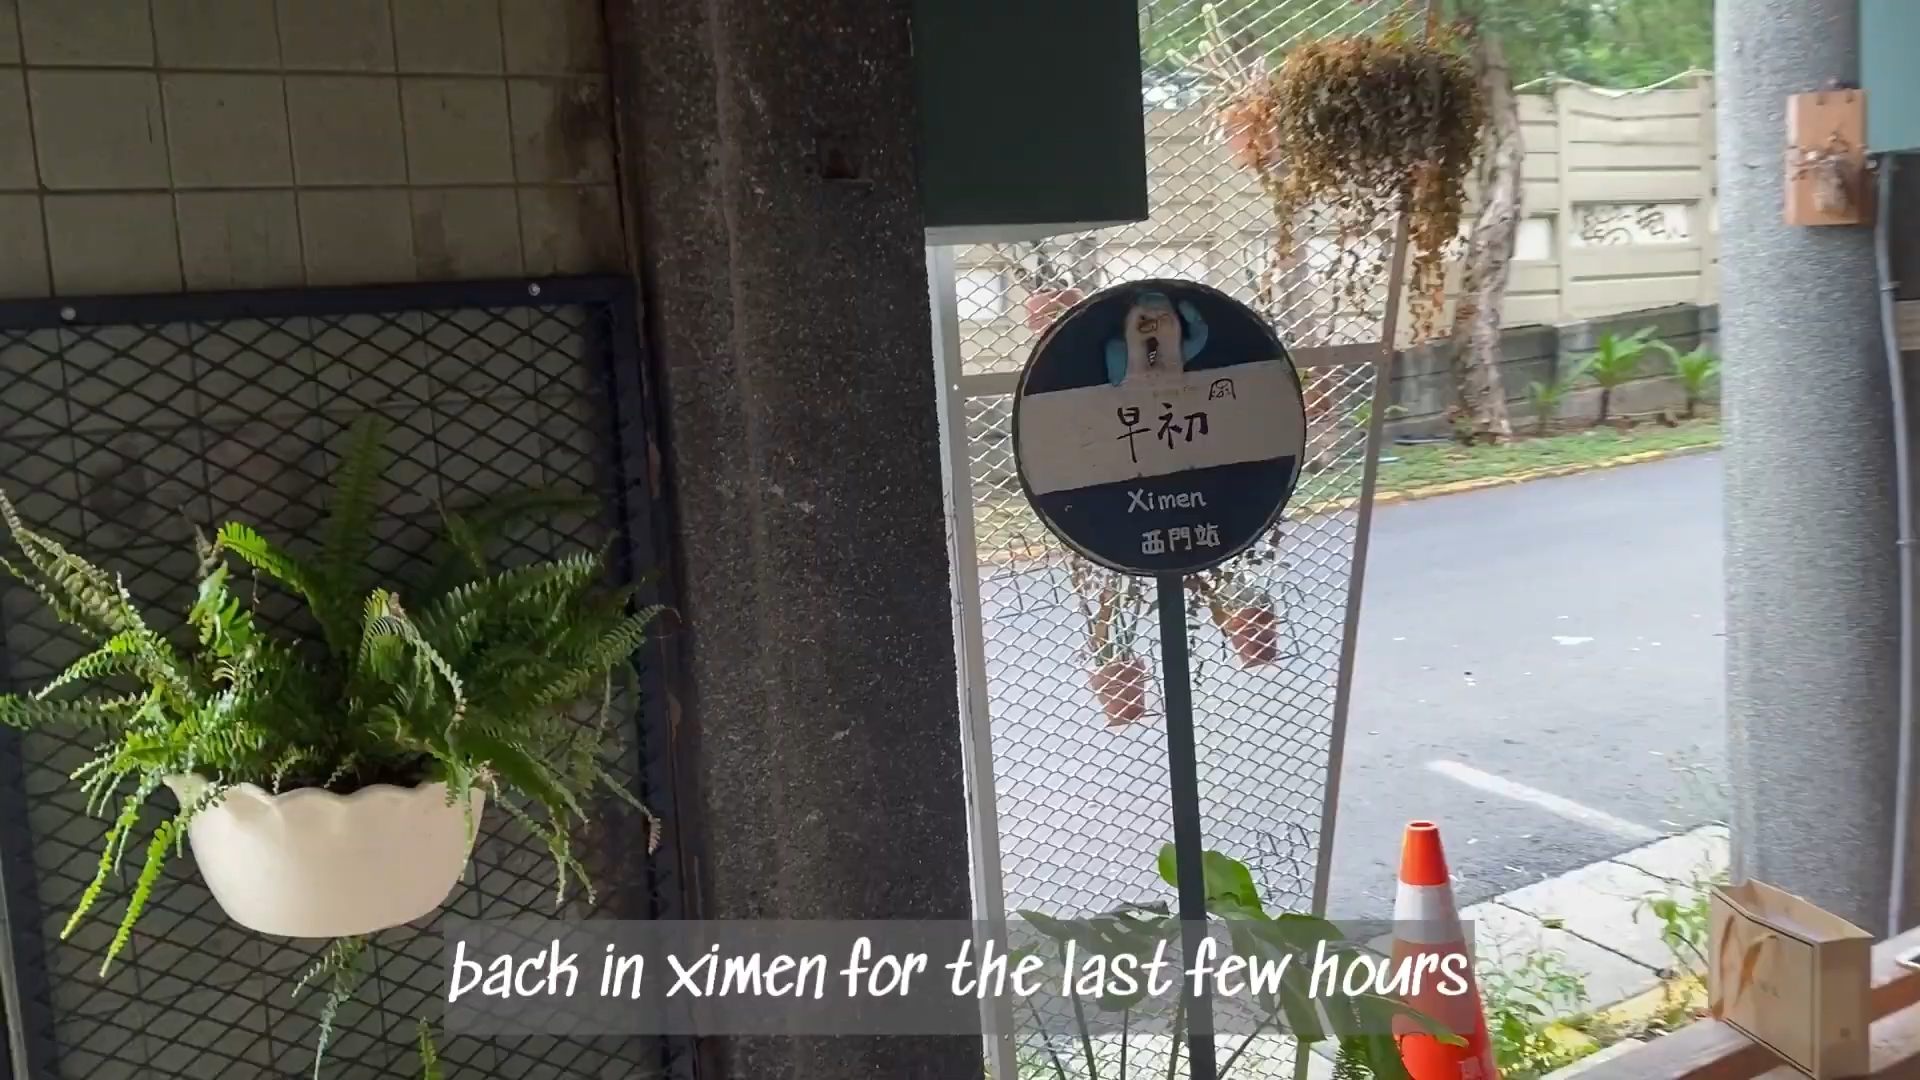 早初
Ximen
西門站
back in ximen for the last few hours